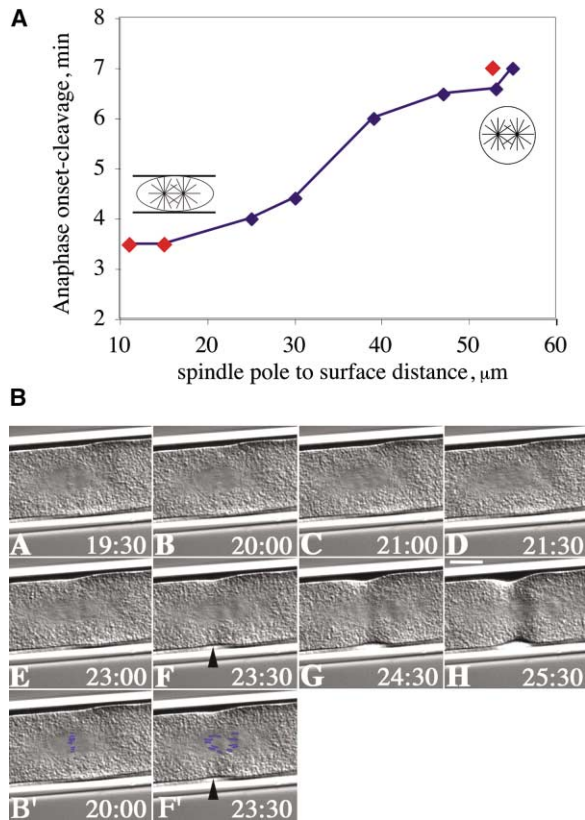 A
Anaphase onset-cleavage, min
8
7
6
5
4
3
2
10 20 30 40 50 60
spindle pole to surface distance, μm
B
A 19:30
B 20:00
C 21:00
D 21:30
E 23:00
F 23:30
G 24:30
H 25:30
B' 20:00
F' 23:30